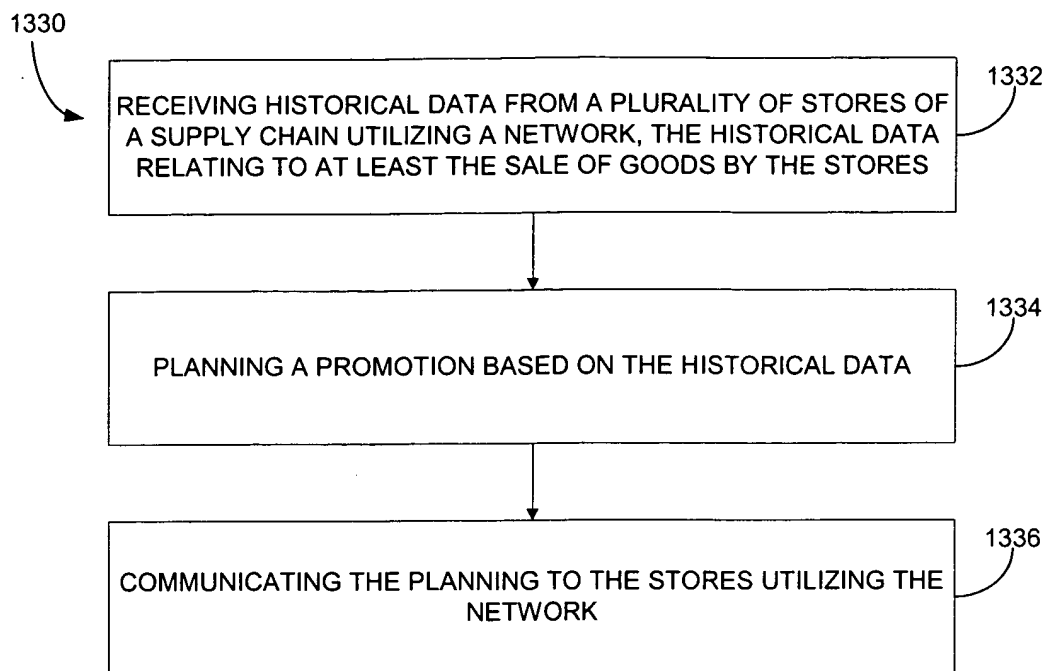 1330
1332
RECEIVING HISTORICAL DATA FROM A PLURALITY OF STORES OF
A SUPPLY CHAIN UTILIZING A NETWORK, THE HISTORICAL DATA
RELATING TO AT LEAST THE SALE OF GOODS BY THE STORES
1334
PLANNING A PROMOTION BASED ON THE HISTORICAL DATA
1336
COMMUNICATING THE PLANNING TO THE STORES UTILIZING THE
NETWORK